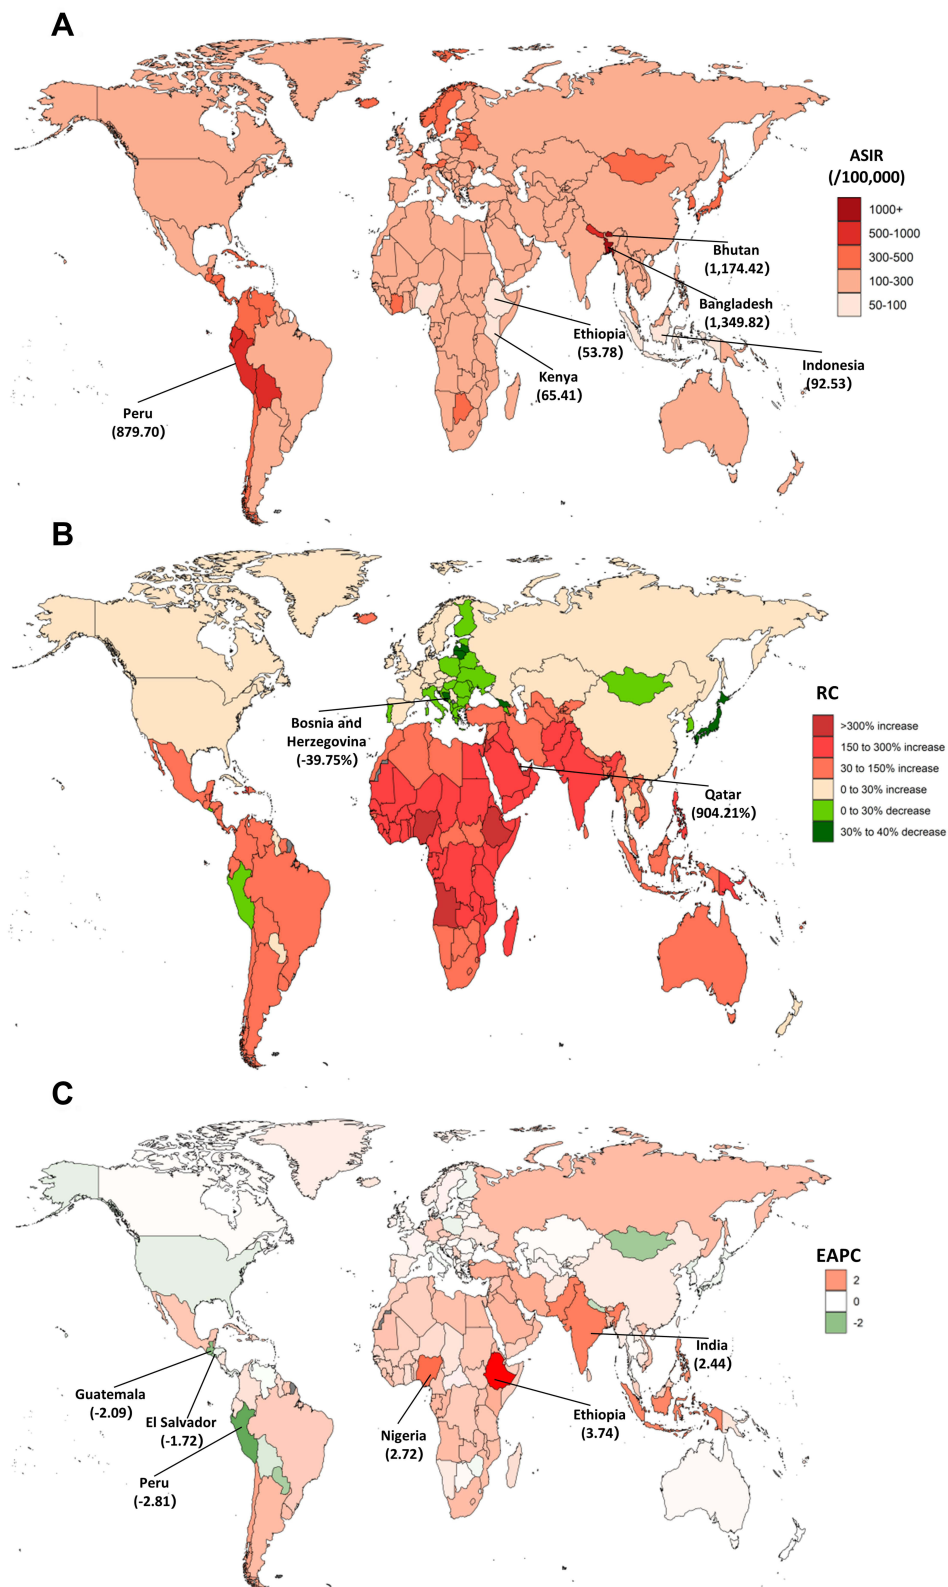 A
ASIR
(/100,000)
1000+
500-1000
300-500
100-300
50-100
Bhutan
(1,174.42)
Bangladesh
(1,349.82)
Ethiopia
(53.78)
Indonesia
(92.53)
Kenya
(65.41)
Peru
(879.70)
B
RC
>300% increase
150 to 300% increase
30 to 150% increase
0 to 30% increase
0 to 30% decrease
30% to 40% decrease
Bosnia and
Herzegovina
(-39.75%)
Qatar
(904.21%)
C
EAPC
2
0
-2
India
(2.44)
Guatemala
(-2.09)
El Salvador
(-1.72)
Ethiopia
(3.74)
Nigeria
(2.72)
Peru
(-2.81)